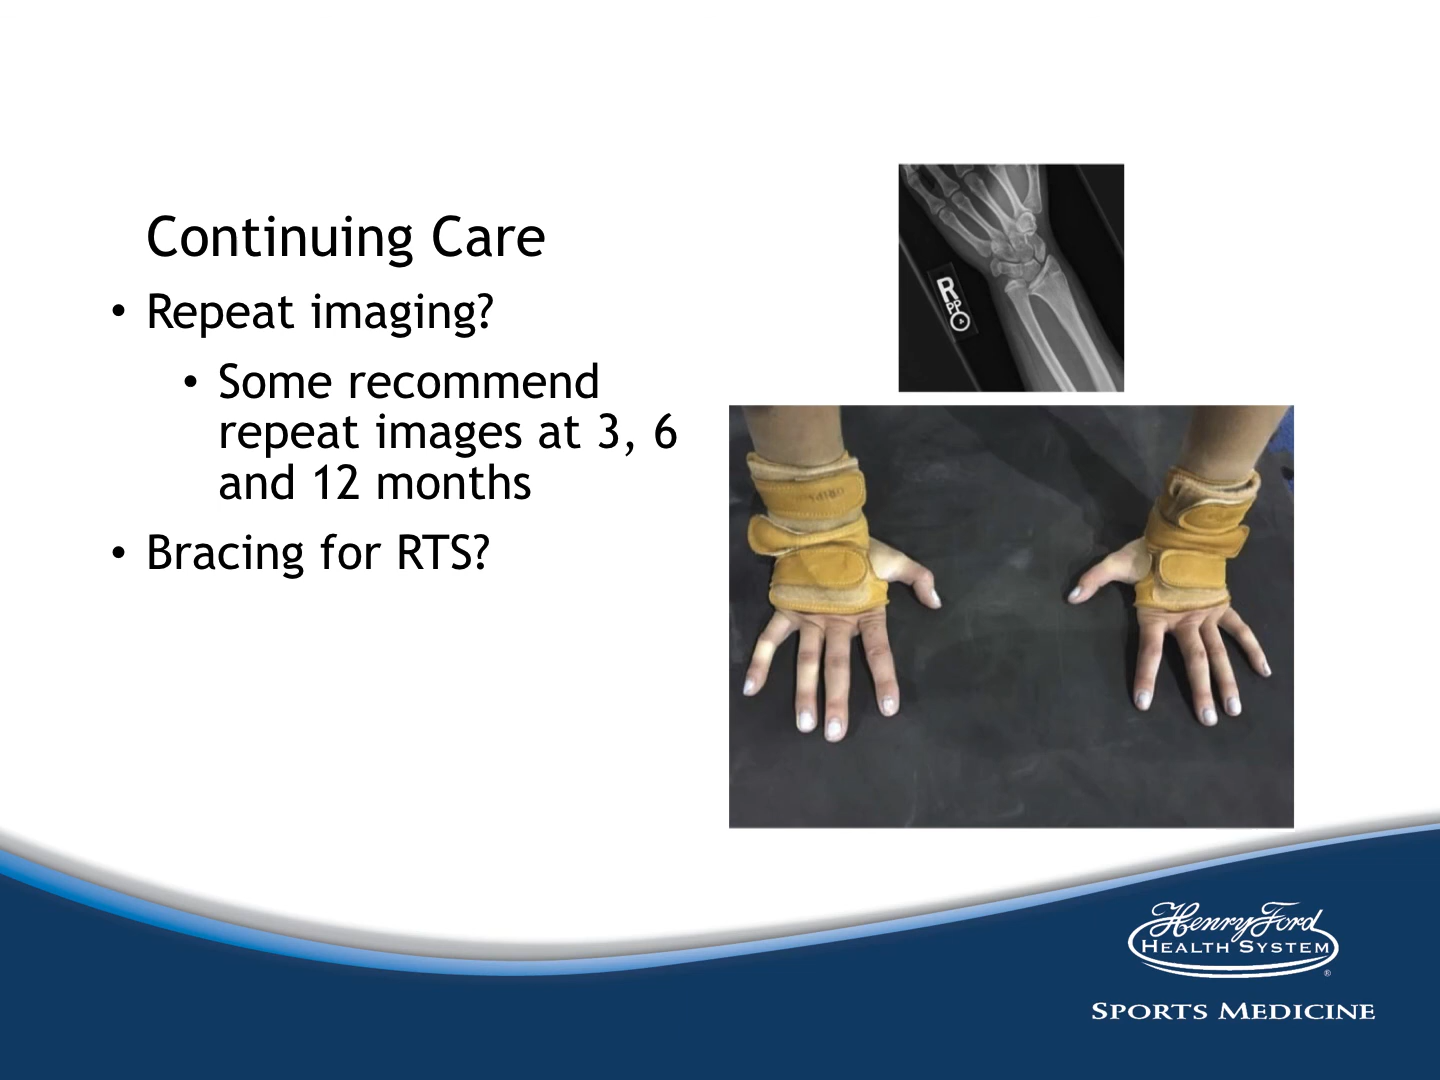 Continuing Care
• Repeat imaging?
• Some recommend
repeat images at 3, 6
and 12 months
• Bracing for RTS?
R
Henry Ford
HEALTH SYSTEM
®
SPORTS MEDICINE